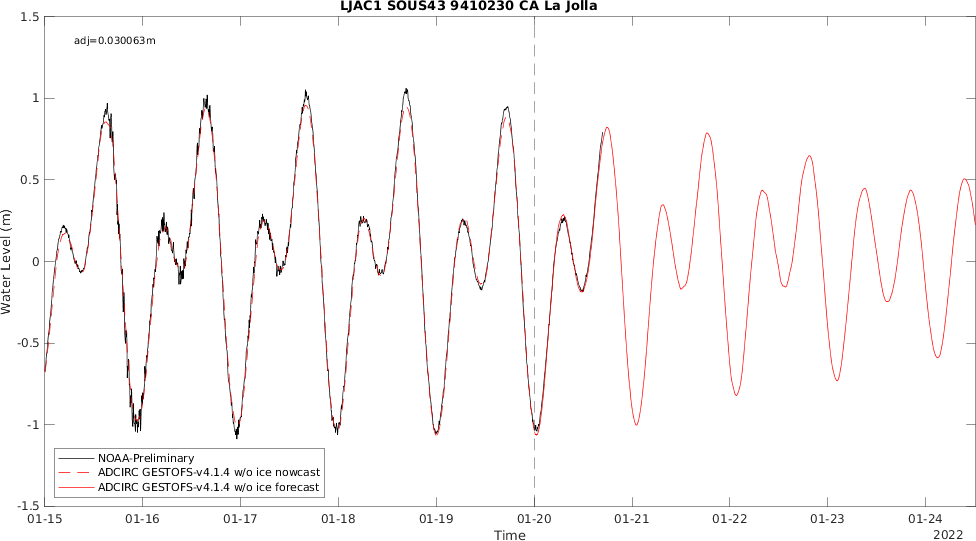 LJAC1 SOUS43 9410230 CA La Jolla
adj=0.030063m
1.5
1
0.5
0
-0.5
-1
-1.5
Water Level (m)
NOAA-Preliminary
ADCIRC GESTOFS-v4.1.4 w/o ice nowcast
ADCIRC GESTOFS-v4.1.4 w/o ice forecast
01-15 01-16 01-17 01-18 01-19 01-20 01-21 01-22 01-23 01-24
Time
2022